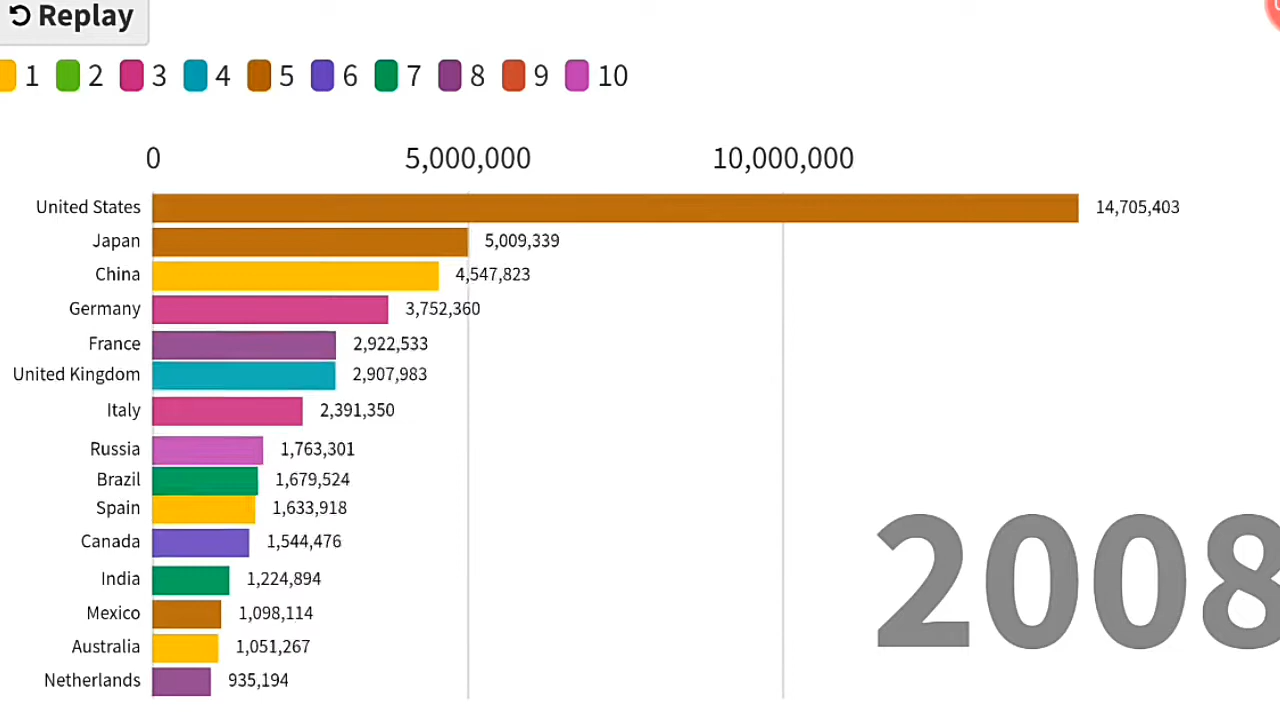 Replay
1 2 3 4 5 6 7 8 9 10
0 5,000,000 10,000,000
United States 14,705,403
Japan 5,009,339
China 4,547,823
Germany 3,752,360
France 2,922,533
United Kingdom 2,907,983
Italy 2,391,350
Russia 1,763,301
Brazil 1,679,524
Spain 1,633,918
Canada 1,544,476
India 1,224,894
Mexico 1,098,114
Australia 1,051,267
Netherlands 935,194
2008